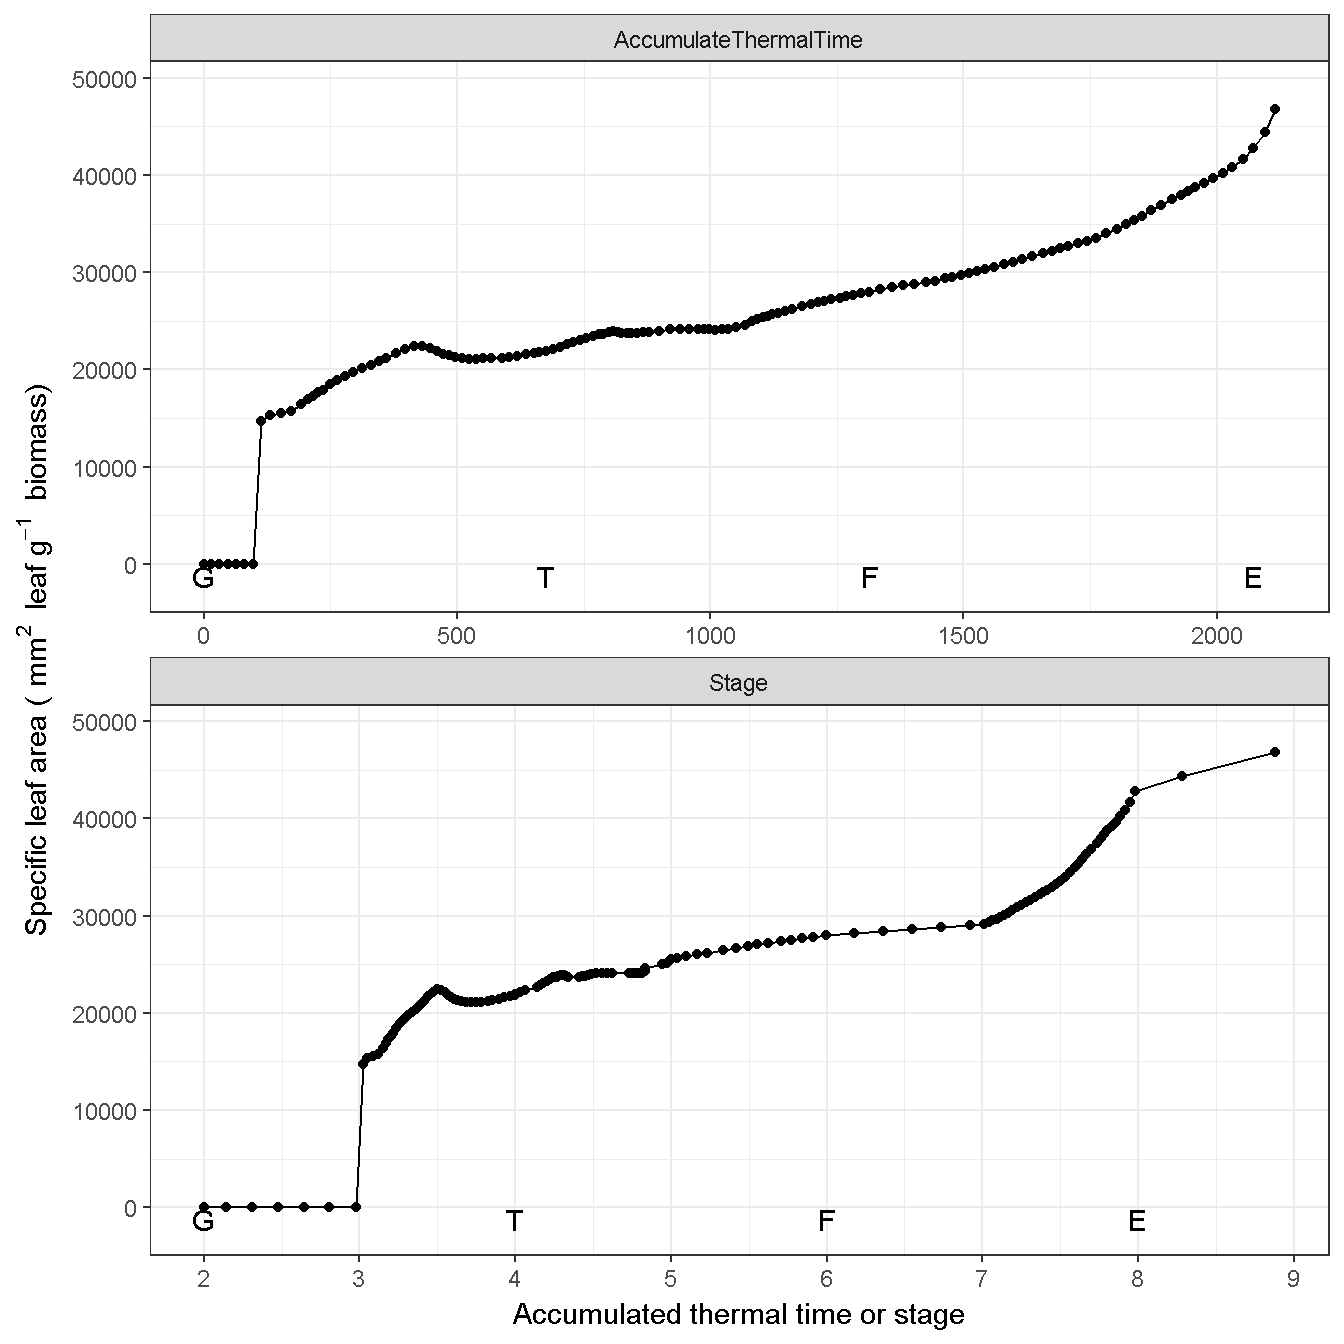 AccumulateThermalTime
50000
40000
30000
20000
10000
0
G T F E
0 500 1000 1500 2000
Specific leaf area ( mm² leaf g⁻¹ biomass)
Stage
50000
40000
30000
20000
10000
0
G T F E
2 3 4 5 6 7 8 9
Accumulated thermal time or stage